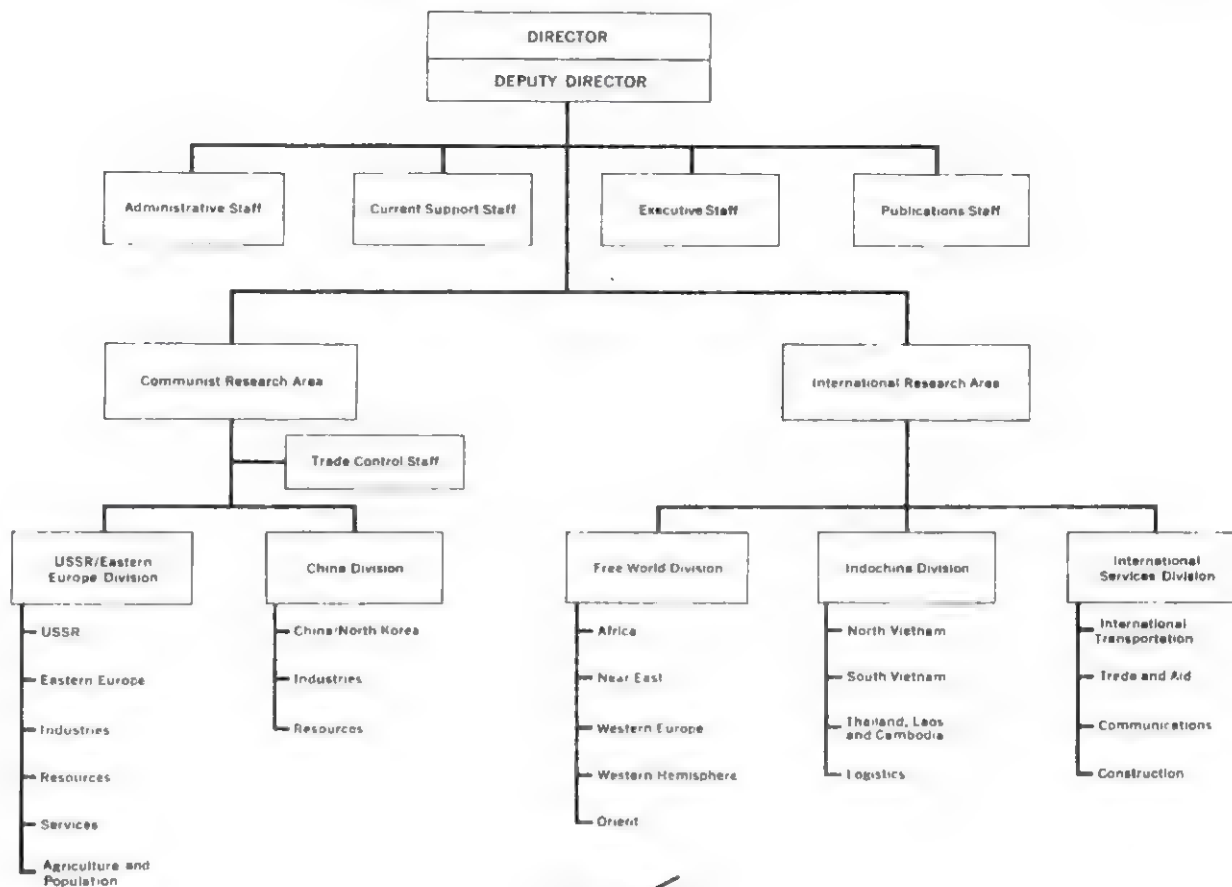 DIRECTOR
DEPUTY DIRECTOR
Administrative Staff
Current Support Staff
Executive Staff
Publications Staff
Communist Research Area
International Research Area
Trade Control Staff
USSR/Eastern
Europe Division
China Division
Free World Division
Indochina Division
International
Services Division
USSR
Eastern Europe
Industries
Resources
Services
Agriculture and
Population
China/North Korea
Industries
Resources
Africa
Near East
Western Europe
Western Hemisphere
Orient
North Vietnam
South Vietnam
Thailand, Laos
and Cambodia
Logistics
International
Transportation
Trade and Aid
Communications
Construction